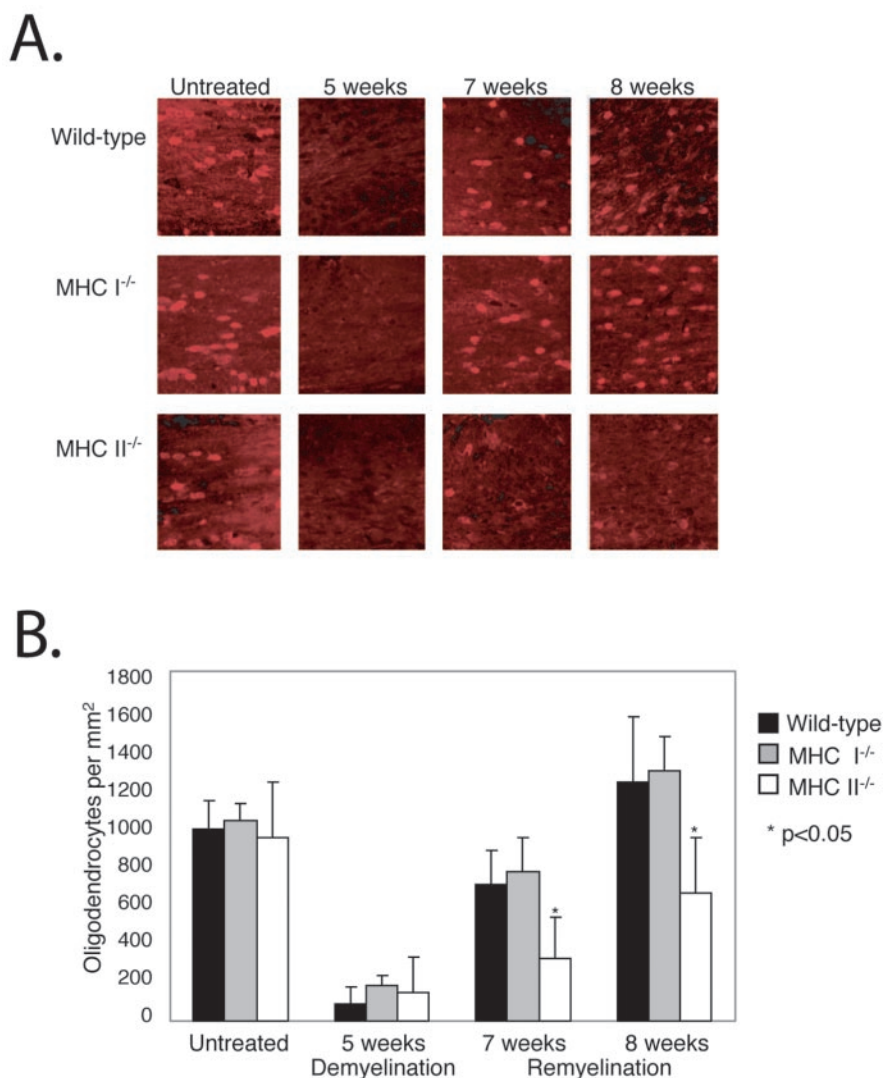 A.
Untreated 5 weeks 7 weeks 8 weeks
Wild-type
MHC I-/-
MHC II-/-
B.
Oligodendrocytes per mm2
1800
1600
1400
1200
1000
800
600
400
200
0
* *
Untreated 5 weeks 7 weeks 8 weeks
Demyelination Remyelination
Wild-type
MHC I-/-
MHC II-/-
* p<0.05